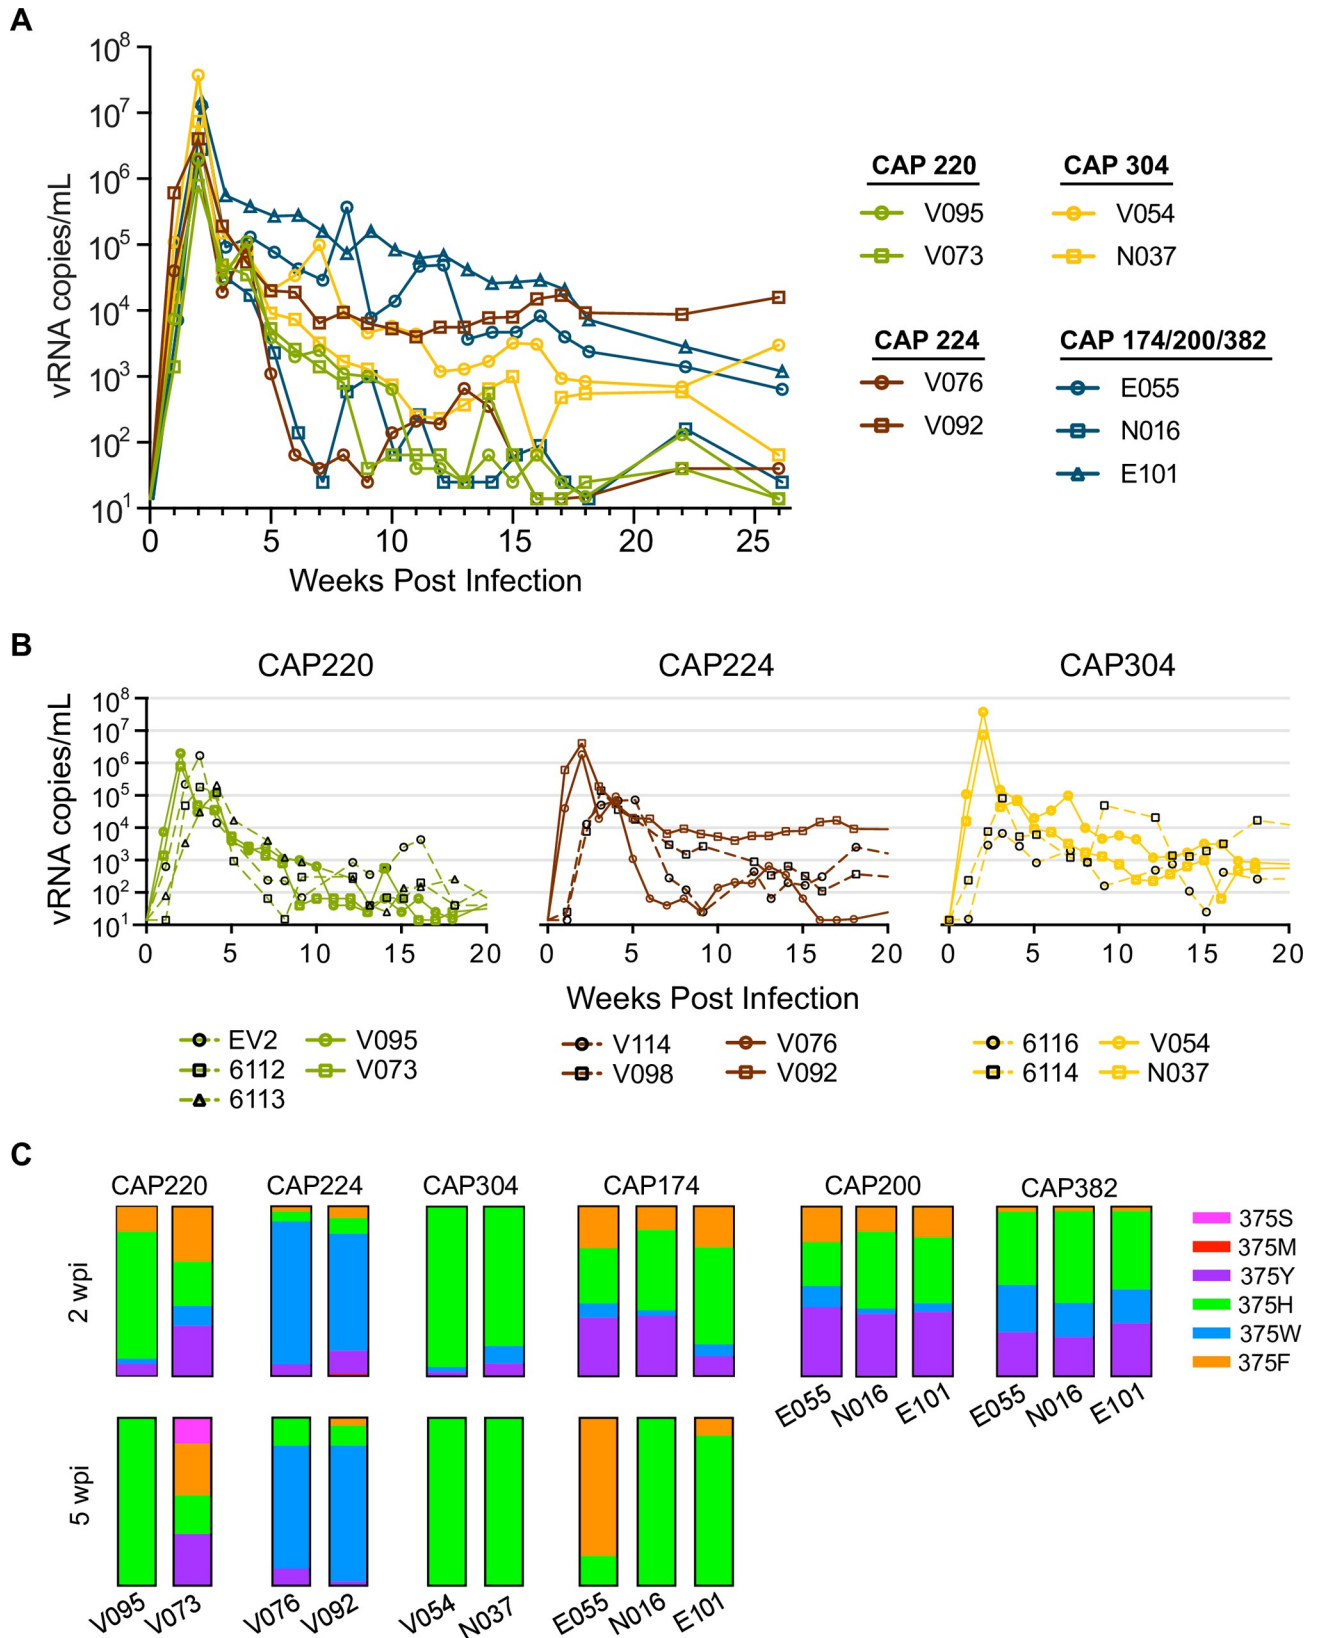 A
10^8
10^7
10^6
10^5
10^4
10^3
10^2
10^1
vRNA copies/mL
0 5 10 15 20 25
Weeks Post Infection
CAP 220
V095
V073
CAP 304
V054
N037
CAP 224
V076
V092
CAP 174/200/382
E055
N016
E101
B
CAP220 CAP224 CAP304
10^8
10^7
10^6
10^5
10^4
10^3
10^2
10^1
vRNA copies/mL
0 5 10 15 20 0 5 10 15 20 0 5 10 15 20
Weeks Post Infection
EV2 V095
6112 V073
6113
V114 V076
V098 V092
6116 V054
6114 N037
C
CAP220 CAP224 CAP304 CAP174 CAP200 CAP382
2 wpi
E055 N016 E101 E055 N016 E101
375S
375M
375Y
375H
375W
375F
5 wpi
V095 V073 V076 V092 V054 N037 E055 N016 E101